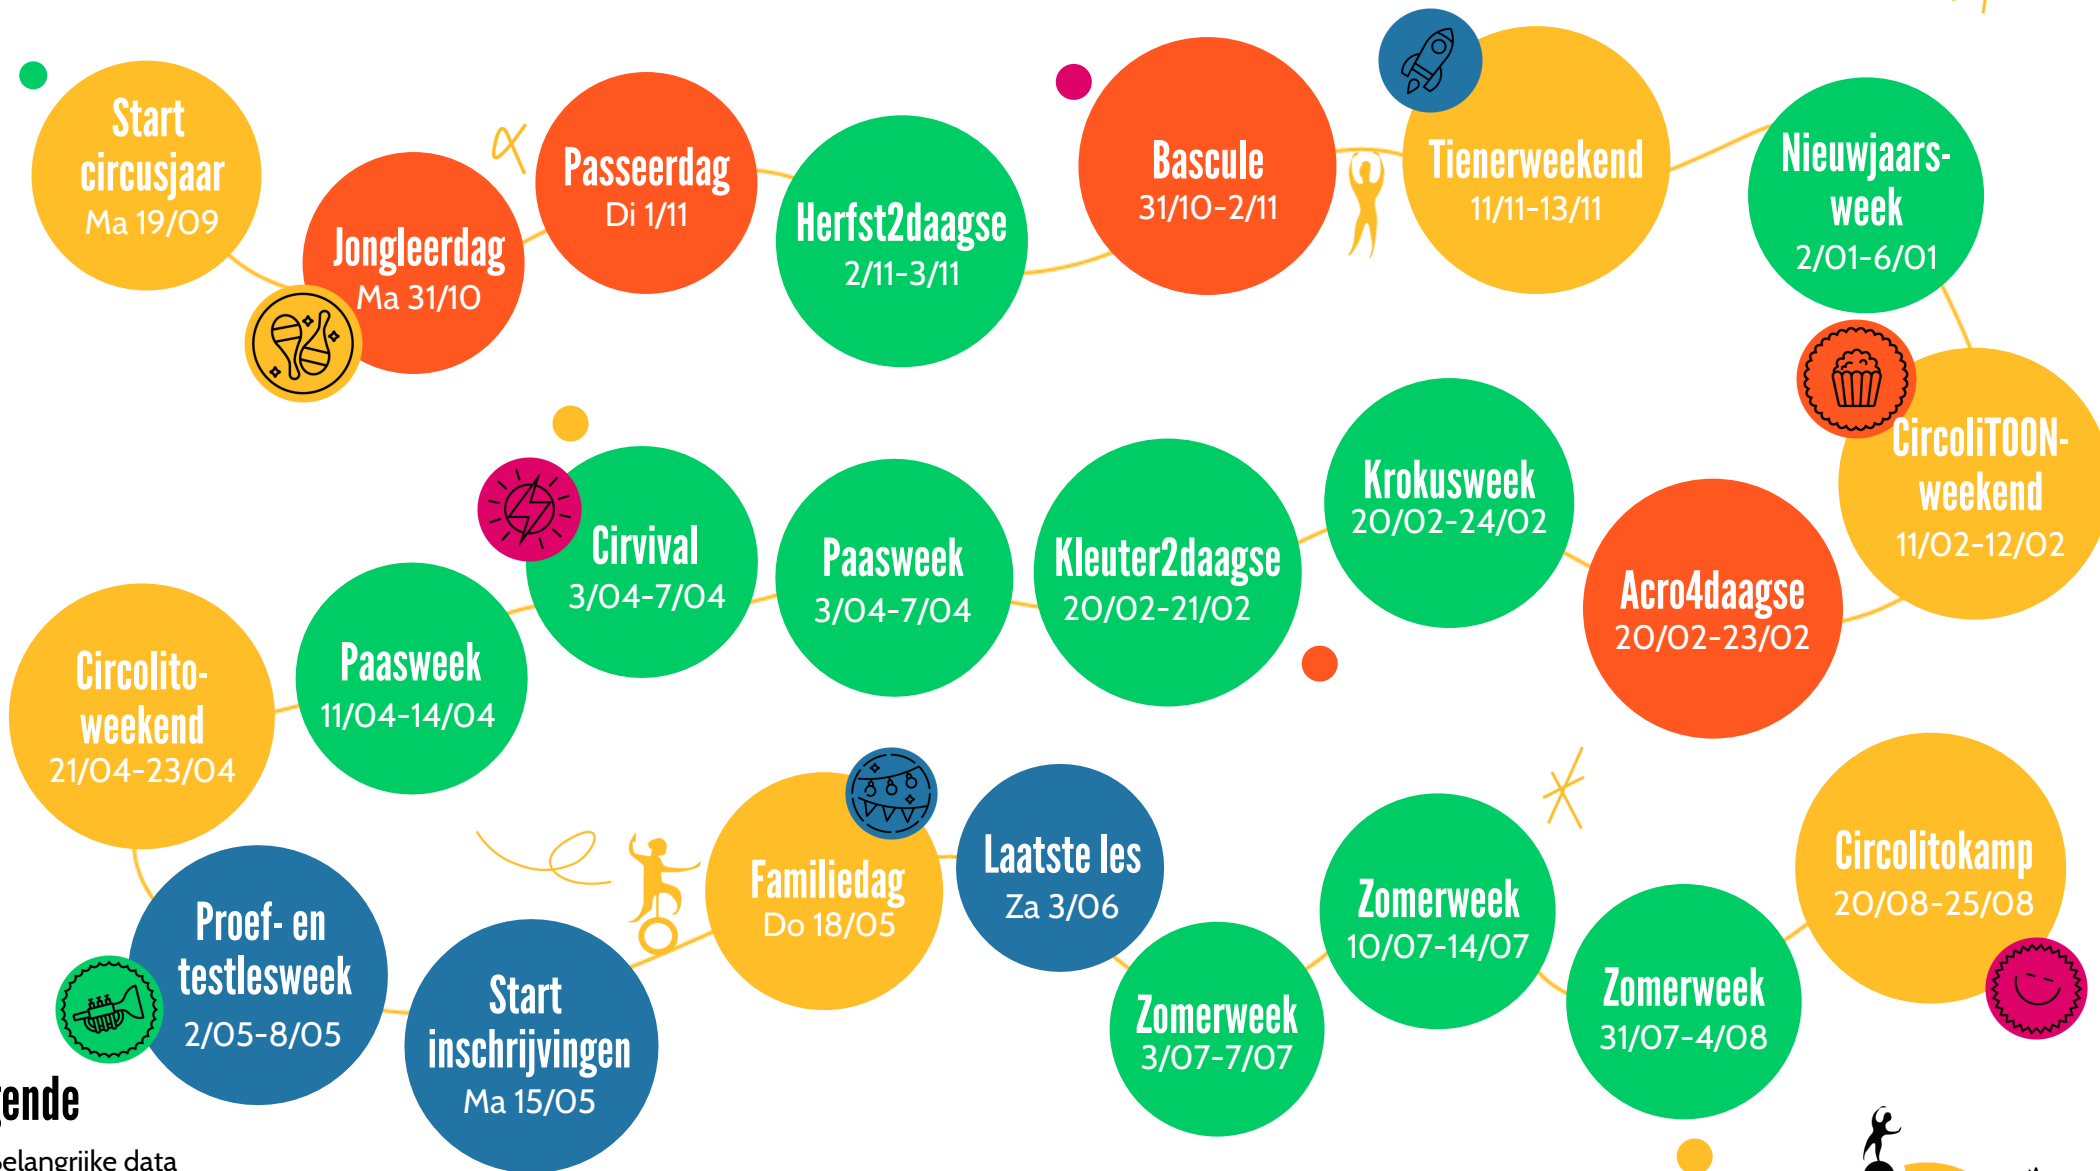 Start
circusjaar
Ma 19/09
Jongleerdag
Ma 31/10
Passeerdag
Di 1/11
Herfst2daagse
2/11-3/11
Bascule
31/10-2/11
Tienerweekend
11/11-13/11
Nieuwjaars-
week
2/01-6/01
CircoliTOON-
weekend
11/02-12/02
Acro4daagse
20/02-23/02
Krokusweek
20/02-24/02
Kleuter2daagse
20/02-21/02
Paasweek
3/04-7/04
Cirvival
3/04-7/04
Paasweek
11/04-14/04
Circolito-
weekend
21/04-23/04
Proef- en
testlesweek
2/05-8/05
Start
inschrijvingen
Ma 15/05
Familiedag
Do 18/05
Laatste les
Za 3/06
Zomerweek
3/07-7/07
Zomerweek
10/07-14/07
Zomerweek
31/07-4/08
Circolitokamp
20/08-25/08
gende
Belangrijke data